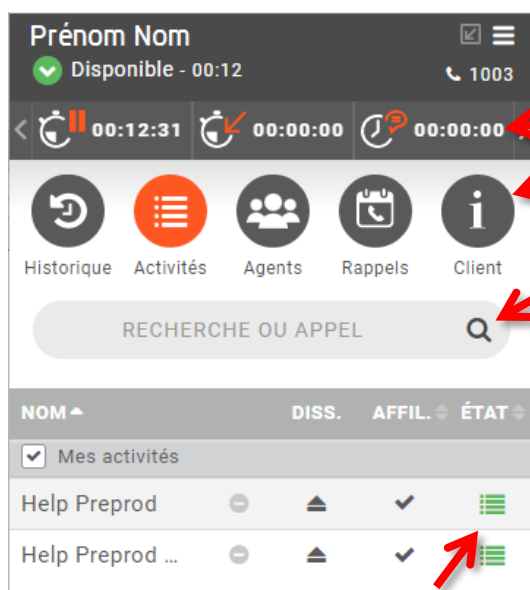 Prénom Nom
Disponible - 00:12
1003
00:12:31 00:00:00 00:00:00
Historique Activités Agents Rappels Client
RECHERCHE OU APPEL
NOM DISS. AFFIL. ÉTAT
Mes activités
Help Preprod
Help Preprod ...